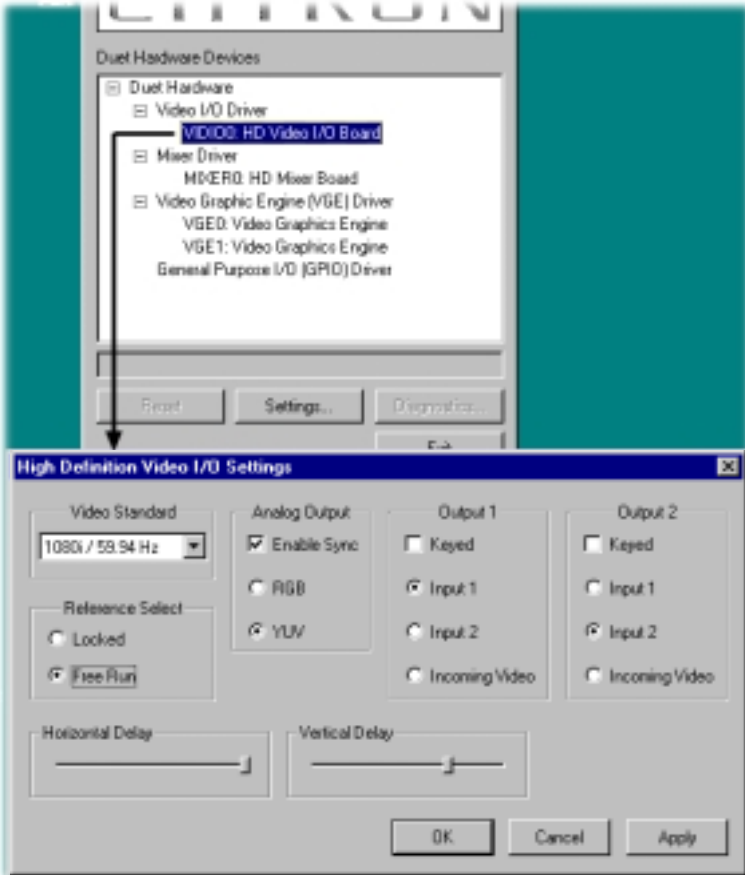 Duet Hardware Devices
Duet Hardware
Video I/O Driver
VIDIO0: HD Video I/O Board
Mixer Driver
MIXER0: HD Mixer Board
Video Graphic Engine (VGE) Driver
VGE0: Video Graphics Engine
VGE1: Video Graphics Engine
General Purpose I/O (GPIO) Driver
Reset Settings... Diagnostics...
Exit
High Definition Video I/O Settings
Video Standard
1080i / 59.94 Hz
Reference Select
Locked
Free Run
Analog Output
Enable Sync
RGB
YUV
Output 1
Keyed
Input 1
Input 2
Incoming Video
Output 2
Keyed
Input 1
Input 2
Incoming Video
Horizontal Delay
Vertical Delay
OK Cancel Apply